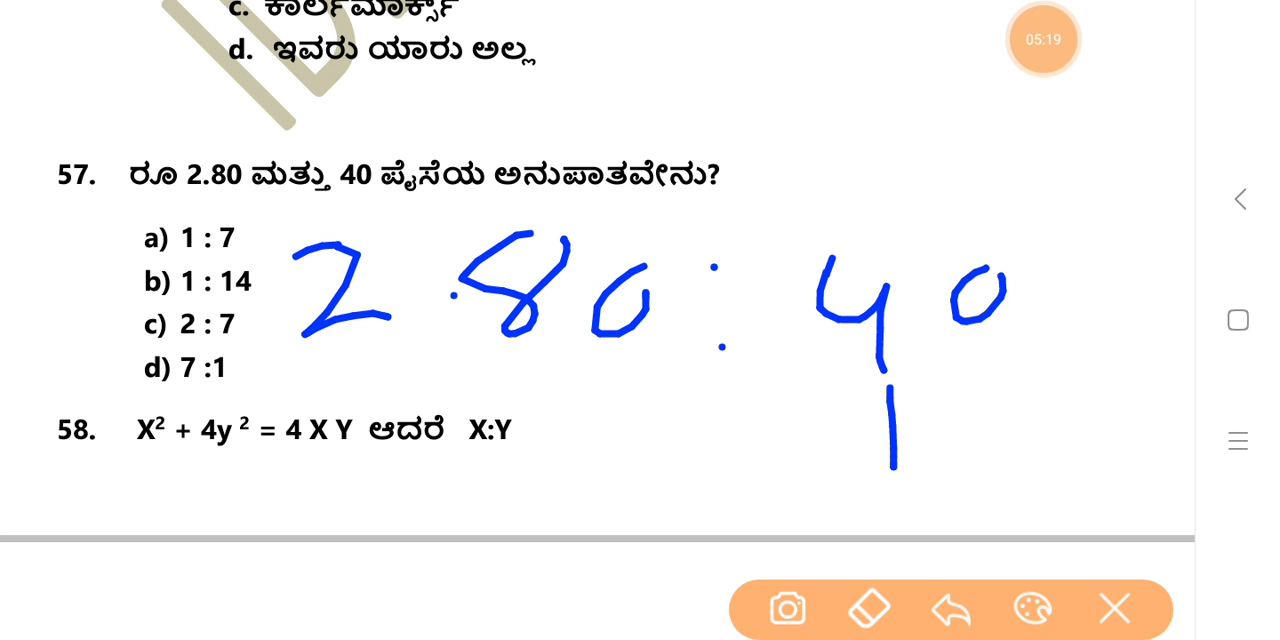 c. ಕಾರ್ಲಮಾರ್ಕ್ಸ್
d. ಇವರು ಯಾರು ಅಲ್ಲ
05:19
57. ರೂ 2.80 ಮತ್ತು 40 ಪೈಸೆಯ ಅನುಪಾತವೇನು?
a) 1 : 7
b) 1 : 14
c) 2 : 7
d) 7 :1
2.80 : 40
1
58. X² + 4y ² = 4 X Y ಆದರೆ X:Y